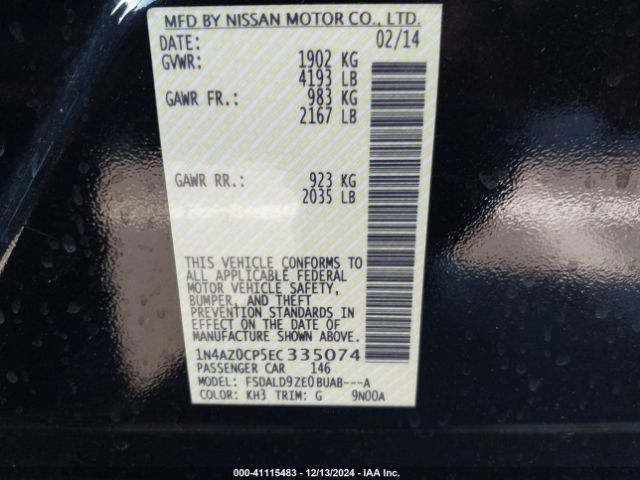 MFD BY NISSAN MOTOR CO., LTD.
DATE: 02/14
GVWR: 1902 KG
4193 LB
GAWR FR.: 983 KG
2167 LB
GAWR RR.: 923 KG
2035 LB
THIS VEHICLE CONFORMS TO
ALL APPLICABLE FEDERAL
MOTOR VEHICLE SAFETY,
BUMPER, AND THEFT
PREVENTION STANDARDS
IN EFFECT ON THE DATE OF
MANUFACTURE SHOWN ABOVE.
1N4AZ0CP5EC335074
PASSENGER CAR 146
MODEL: FSDALD9ZE0BUAB---A
COLOR: KH3 TRIM: G 9N00A
000-41115483 - 12/13/2024 - IAA Inc.